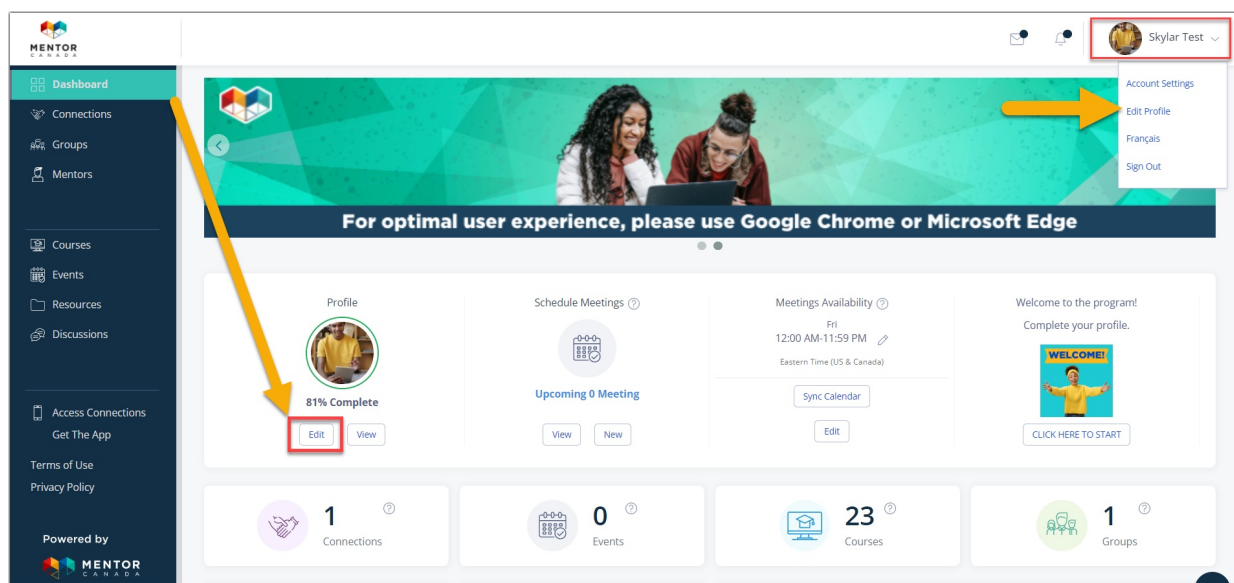 MENTOR
CANADA
Skylar Test
Account Settings
Edit Profile
Français
Sign Out
Dashboard
Connections
Groups
Mentors
Courses
Events
Resources
Discussions
Access Connections
Get The App
Terms of Use
Privacy Policy
Powered by
MENTOR
CANADA
For optimal user experience, please use Google Chrome or Microsoft Edge
Profile
81% Complete
Edit
View
Schedule Meetings ?
Upcoming 0 Meeting
View
New
Meetings Availability ?
Fri
12:00 AM-11:59 PM
Eastern Time (US & Canada)
Sync Calendar
Edit
Welcome to the program!
Complete your profile.
WELCOME!
CLICK HERE TO START
1 ?
Connections
0 ?
Events
23 ?
Courses
1 ?
Groups